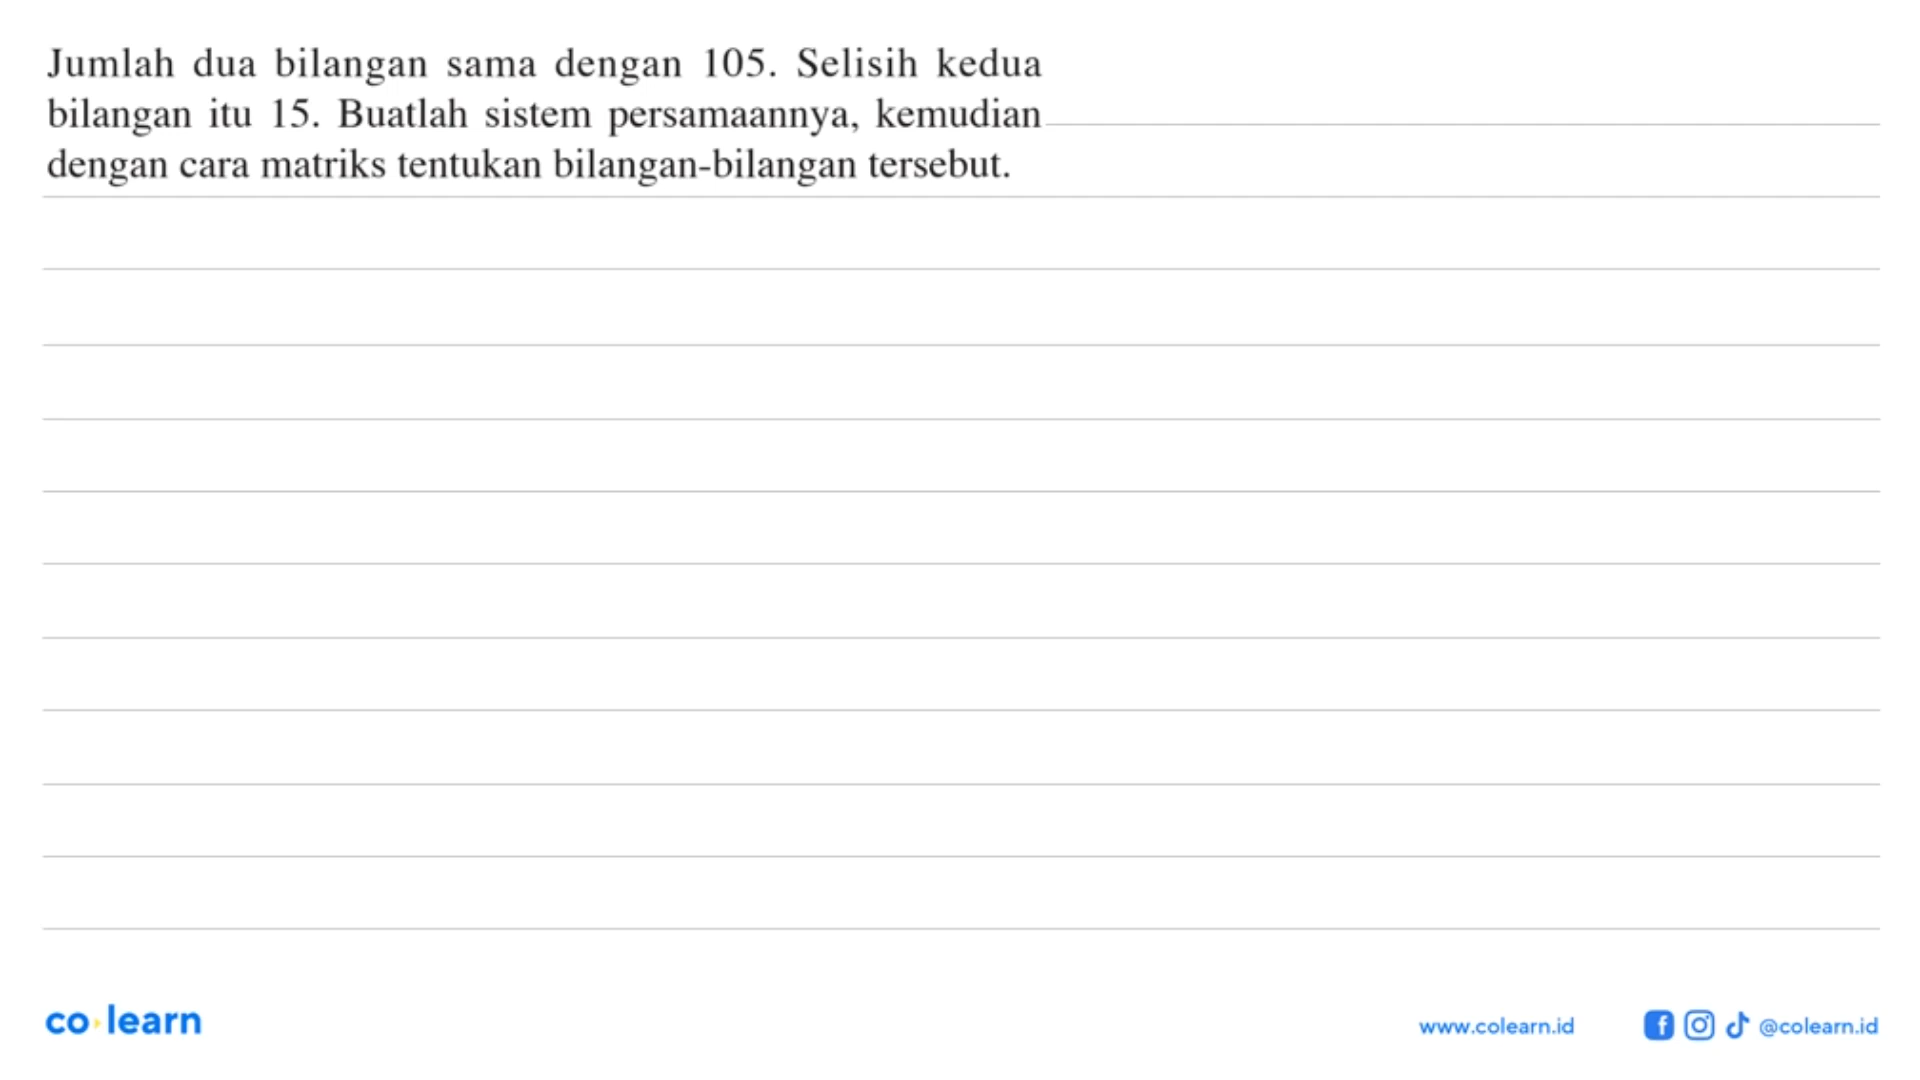 Jumlah dua bilangan sama dengan 105. Selisih kedua
bilangan itu 15. Buatlah sistem persamaannya, kemudian
dengan cara matriks tentukan bilangan-bilangan tersebut.
co learn
www.colearn.id @colearn.id